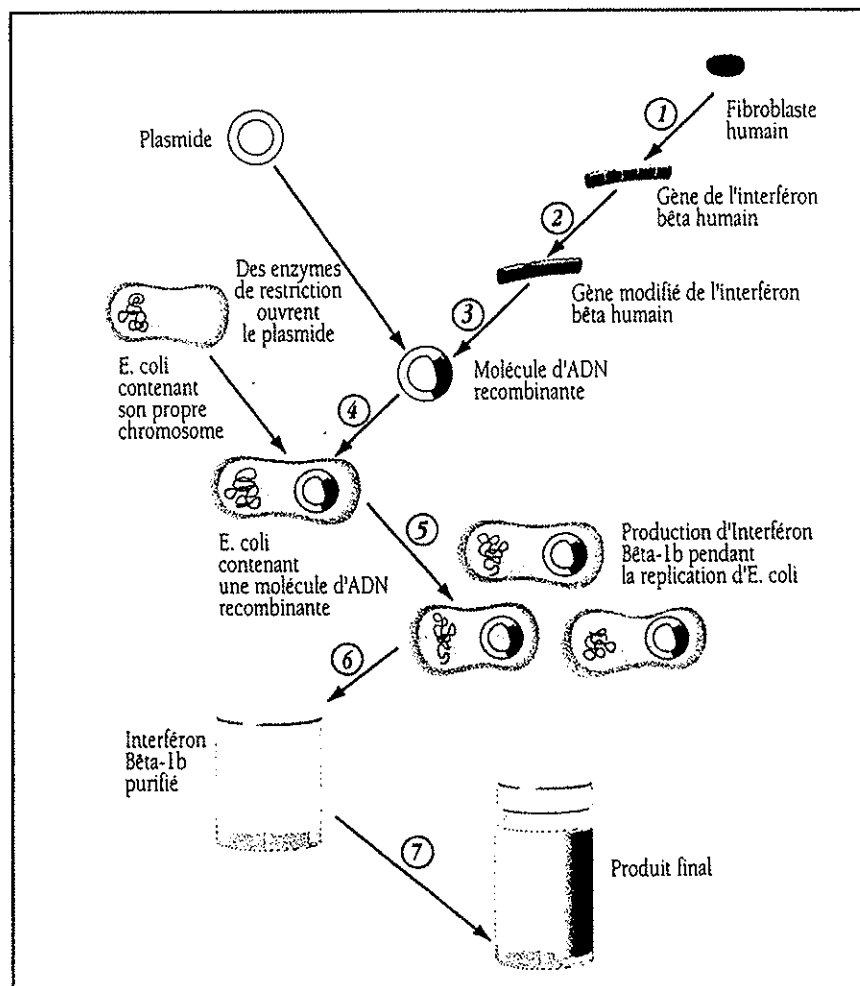 1
Fibroblaste
humain
Plasmide
Gène de l'interféron
bêta humain
2
Des enzymes
de restriction
ouvrent
le plasmide
Gène modifié de l'interféron
bêta humain
3
E. coli
contenant
son propre
chromosome
Molécule d'ADN
recombinante
4
E. coli
contenant
une molécule d'ADN
recombinante
5
Production d'Interféron
Bêta-1b pendant
la replication d'E. coli
6
Interféron
Bêta-1b
purifié
7
Produit final